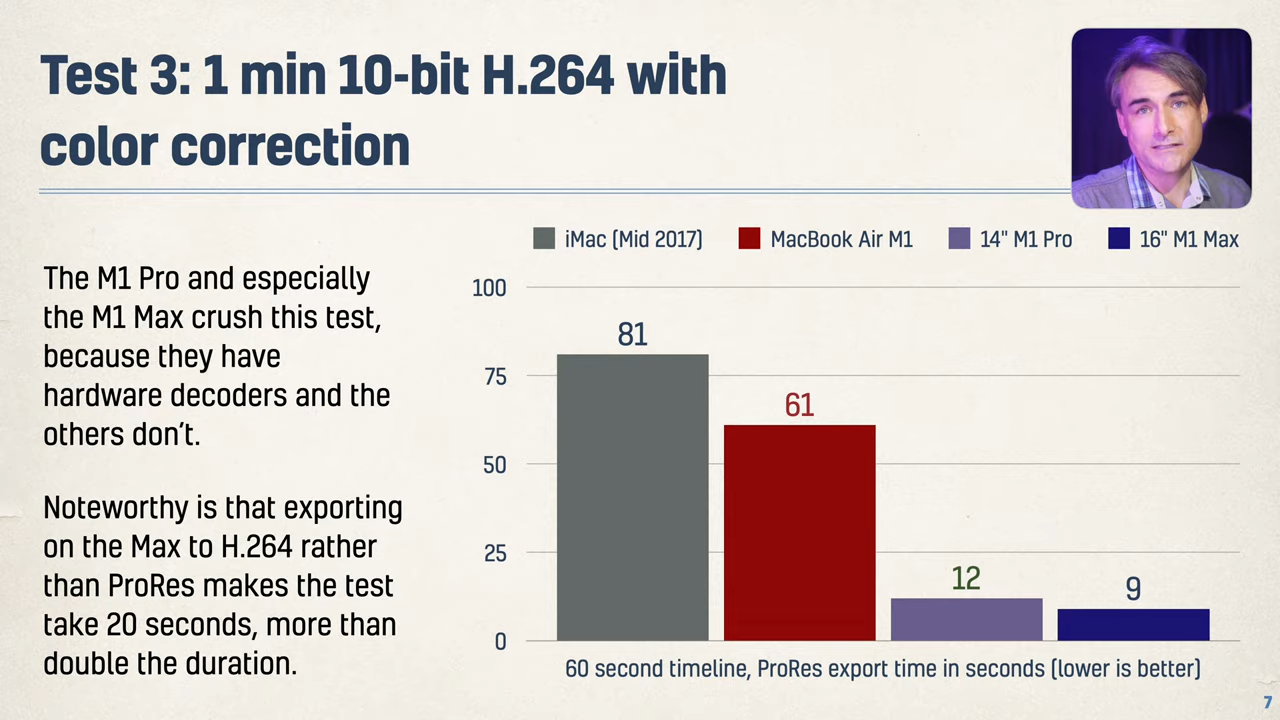 Test 3: 1 min 10-bit H.264 with
color correction
The M1 Pro and especially
the M1 Max crush this test,
because they have
hardware decoders and the
others don't.
Noteworthy is that exporting
on the Max to H.264 rather
than ProRes makes the test
take 20 seconds, more than
double the duration.
iMac (Mid 2017)
MacBook Air M1
14" M1 Pro
16" M1 Max
100
75
50
25
0
81
61
12
9
60 second timeline, ProRes export time in seconds (lower is better)
7